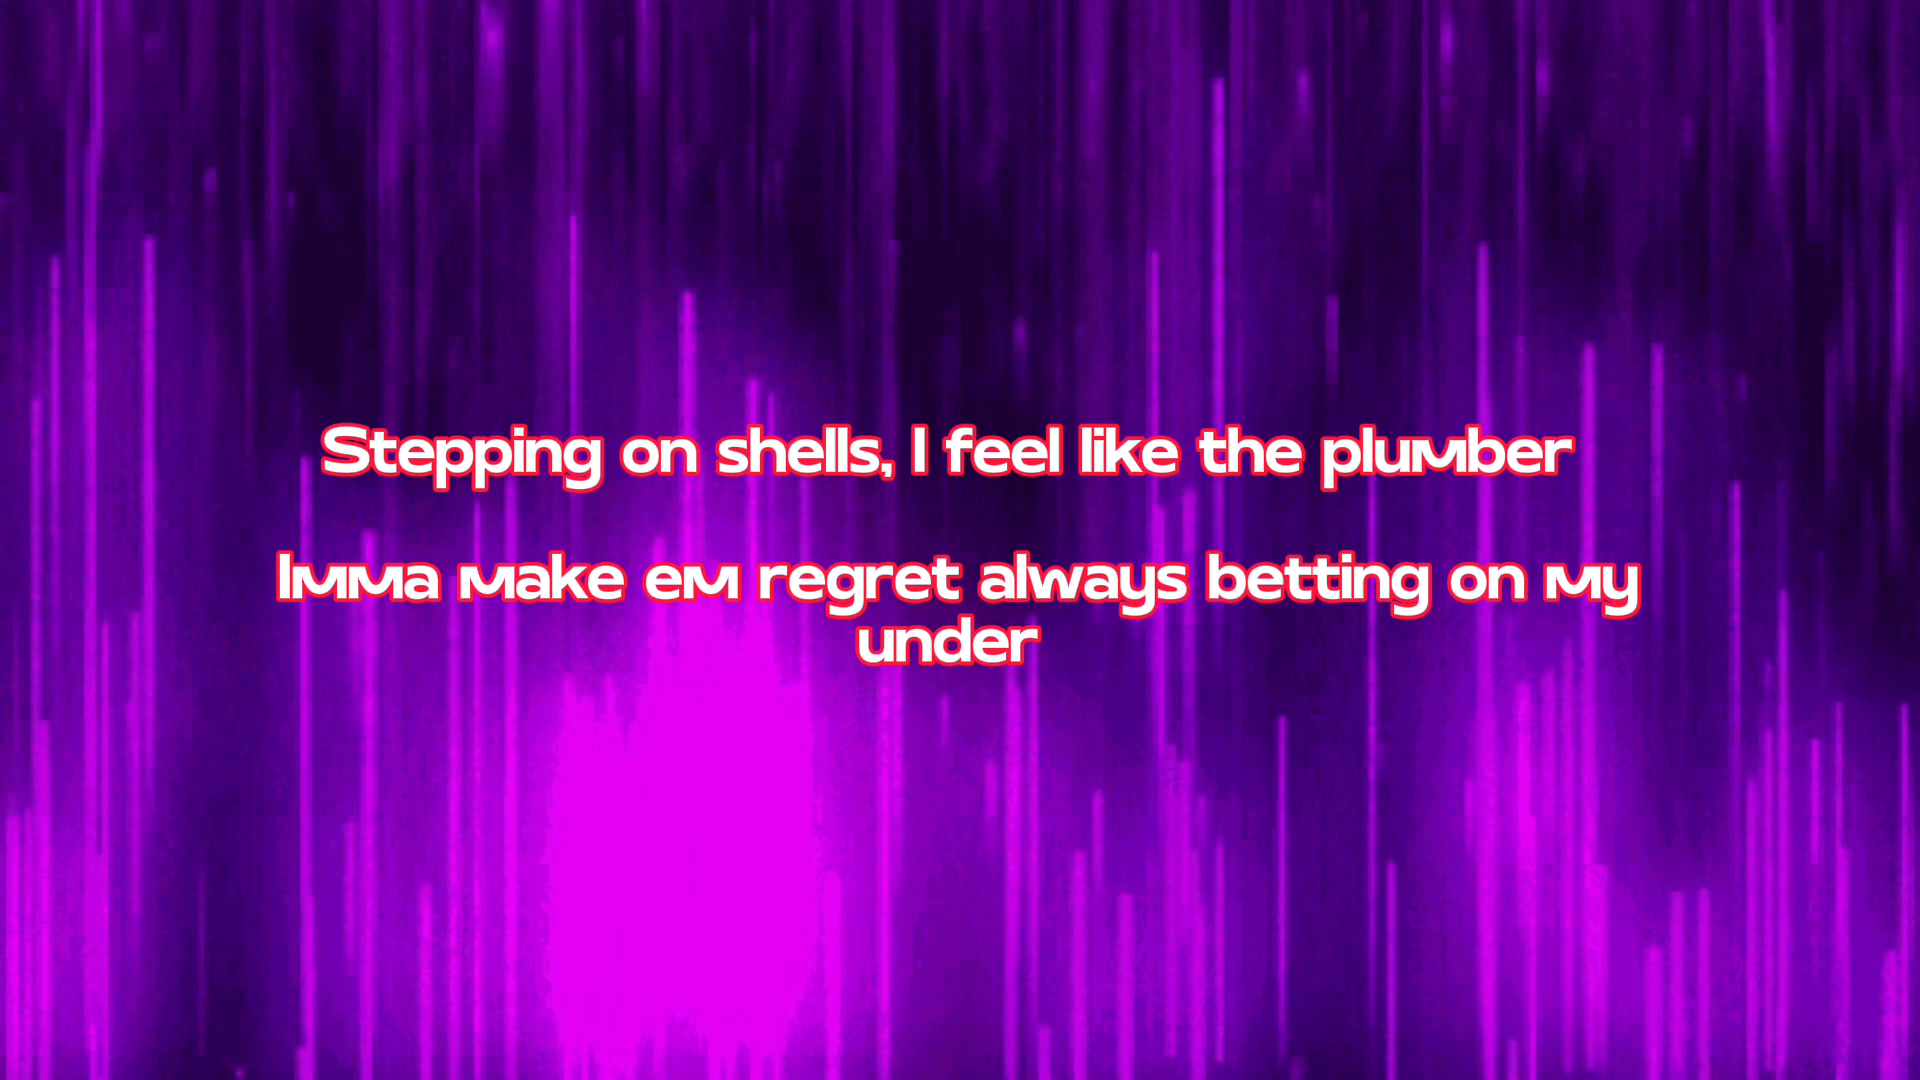 Stepping on shells, I feel like the plumber
Imma make em regret always betting on my
under